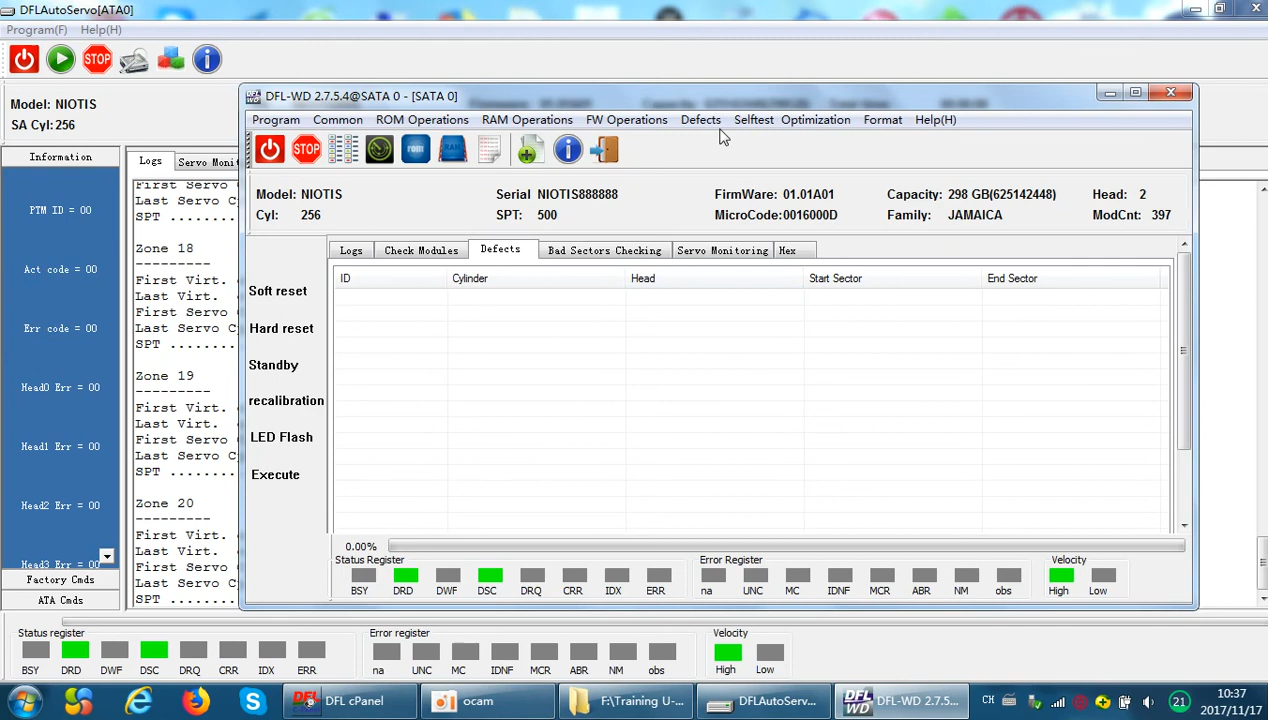 DFLAutoServo[ATA0]
Program(F) Help(H)
STOP
Model: NIOTIS
SA Cyl:256
Information
PTM ID = 00
Act code = 00
Err code = 00
Head0 Err = 00
Head1 Err = 00
Head2 Err = 00
Head3 Err = 00
Factory Cmds
ATA Cmds
Logs Servo Moni
First Servo
Last Servo C
SPT ........
Zone 18
---------
First Virt.
Last Virt.
First Servo
Last Servo C
SPT ........
Zone 19
---------
First Virt.
Last Virt.
First Servo
Last Servo C
SPT ........
Zone 20
---------
First Virt.
Last Virt.
First Servo
Last Servo C
SPT ........
DFL-WD 2.7.5.4@SATA 0 - [SATA 0]
Program Common ROM Operations RAM Operations FW Operations Defects Selftest Optimization Format Help(H)
STOP rom RAM
Model: NIOTIS Serial NIOTIS888888 FirmWare: 01.01A01 Capacity: 298 GB(625142448) Head: 2
Cyl: 256 SPT: 500 MicroCode:0016000D Family: JAMAICA ModCnt: 397
Logs Check Modules Defects Bad Sectors Checking Servo Monitoring Hex
ID Cylinder Head Start Sector End Sector
Soft reset
Hard reset
Standby
recalibration
LED Flash
Execute
0.00%
Status Register Error Register Velocity
BSY DRD DWF DSC DRQ CRR IDX ERR na UNC MC IDNF MCR ABR NM obs High Low
Status register Error register Velocity
BSY DRD DWF DSC DRQ CRR IDX ERR na UNC MC IDNF MCR ABR NM obs High Low
DFL cPanel ocam F:\Training U-... DFLAutoServ... DFL-WD 2.7.5... CH 21 10:37
2017/11/17